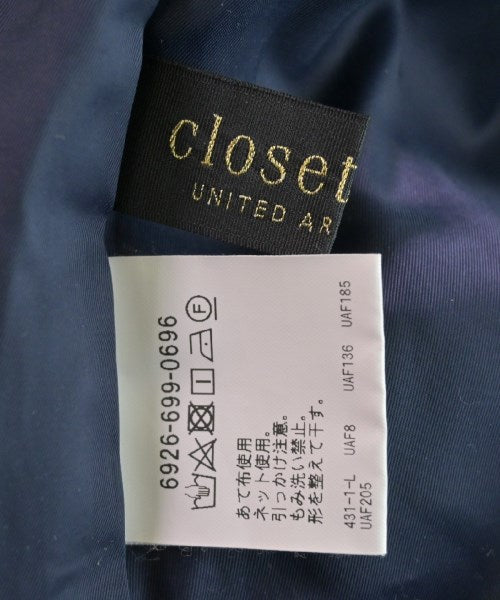 closet
UNITED AR
6926-699-0696
あて布使用
ネット使用。
引つかけ注意。
もみ洗い禁止。
形を整えて干す。
431-1-L UAF8 UAF136 UAF185
UAF205